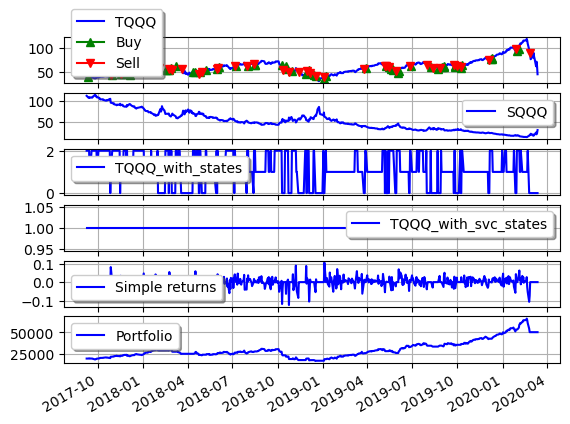 TQQQ
Buy
Sell
100
50
SQQQ
100
50
TQQQ_with_states
2
0
TQQQ_with_svc_states
1.05
1.00
0.95
Simple returns
0.1
0.0
−0.1
Portfolio
50000
25000
2017-10 2018-01 2018-04 2018-07 2018-10 2019-01 2019-04 2019-07 2019-10 2020-01 2020-04